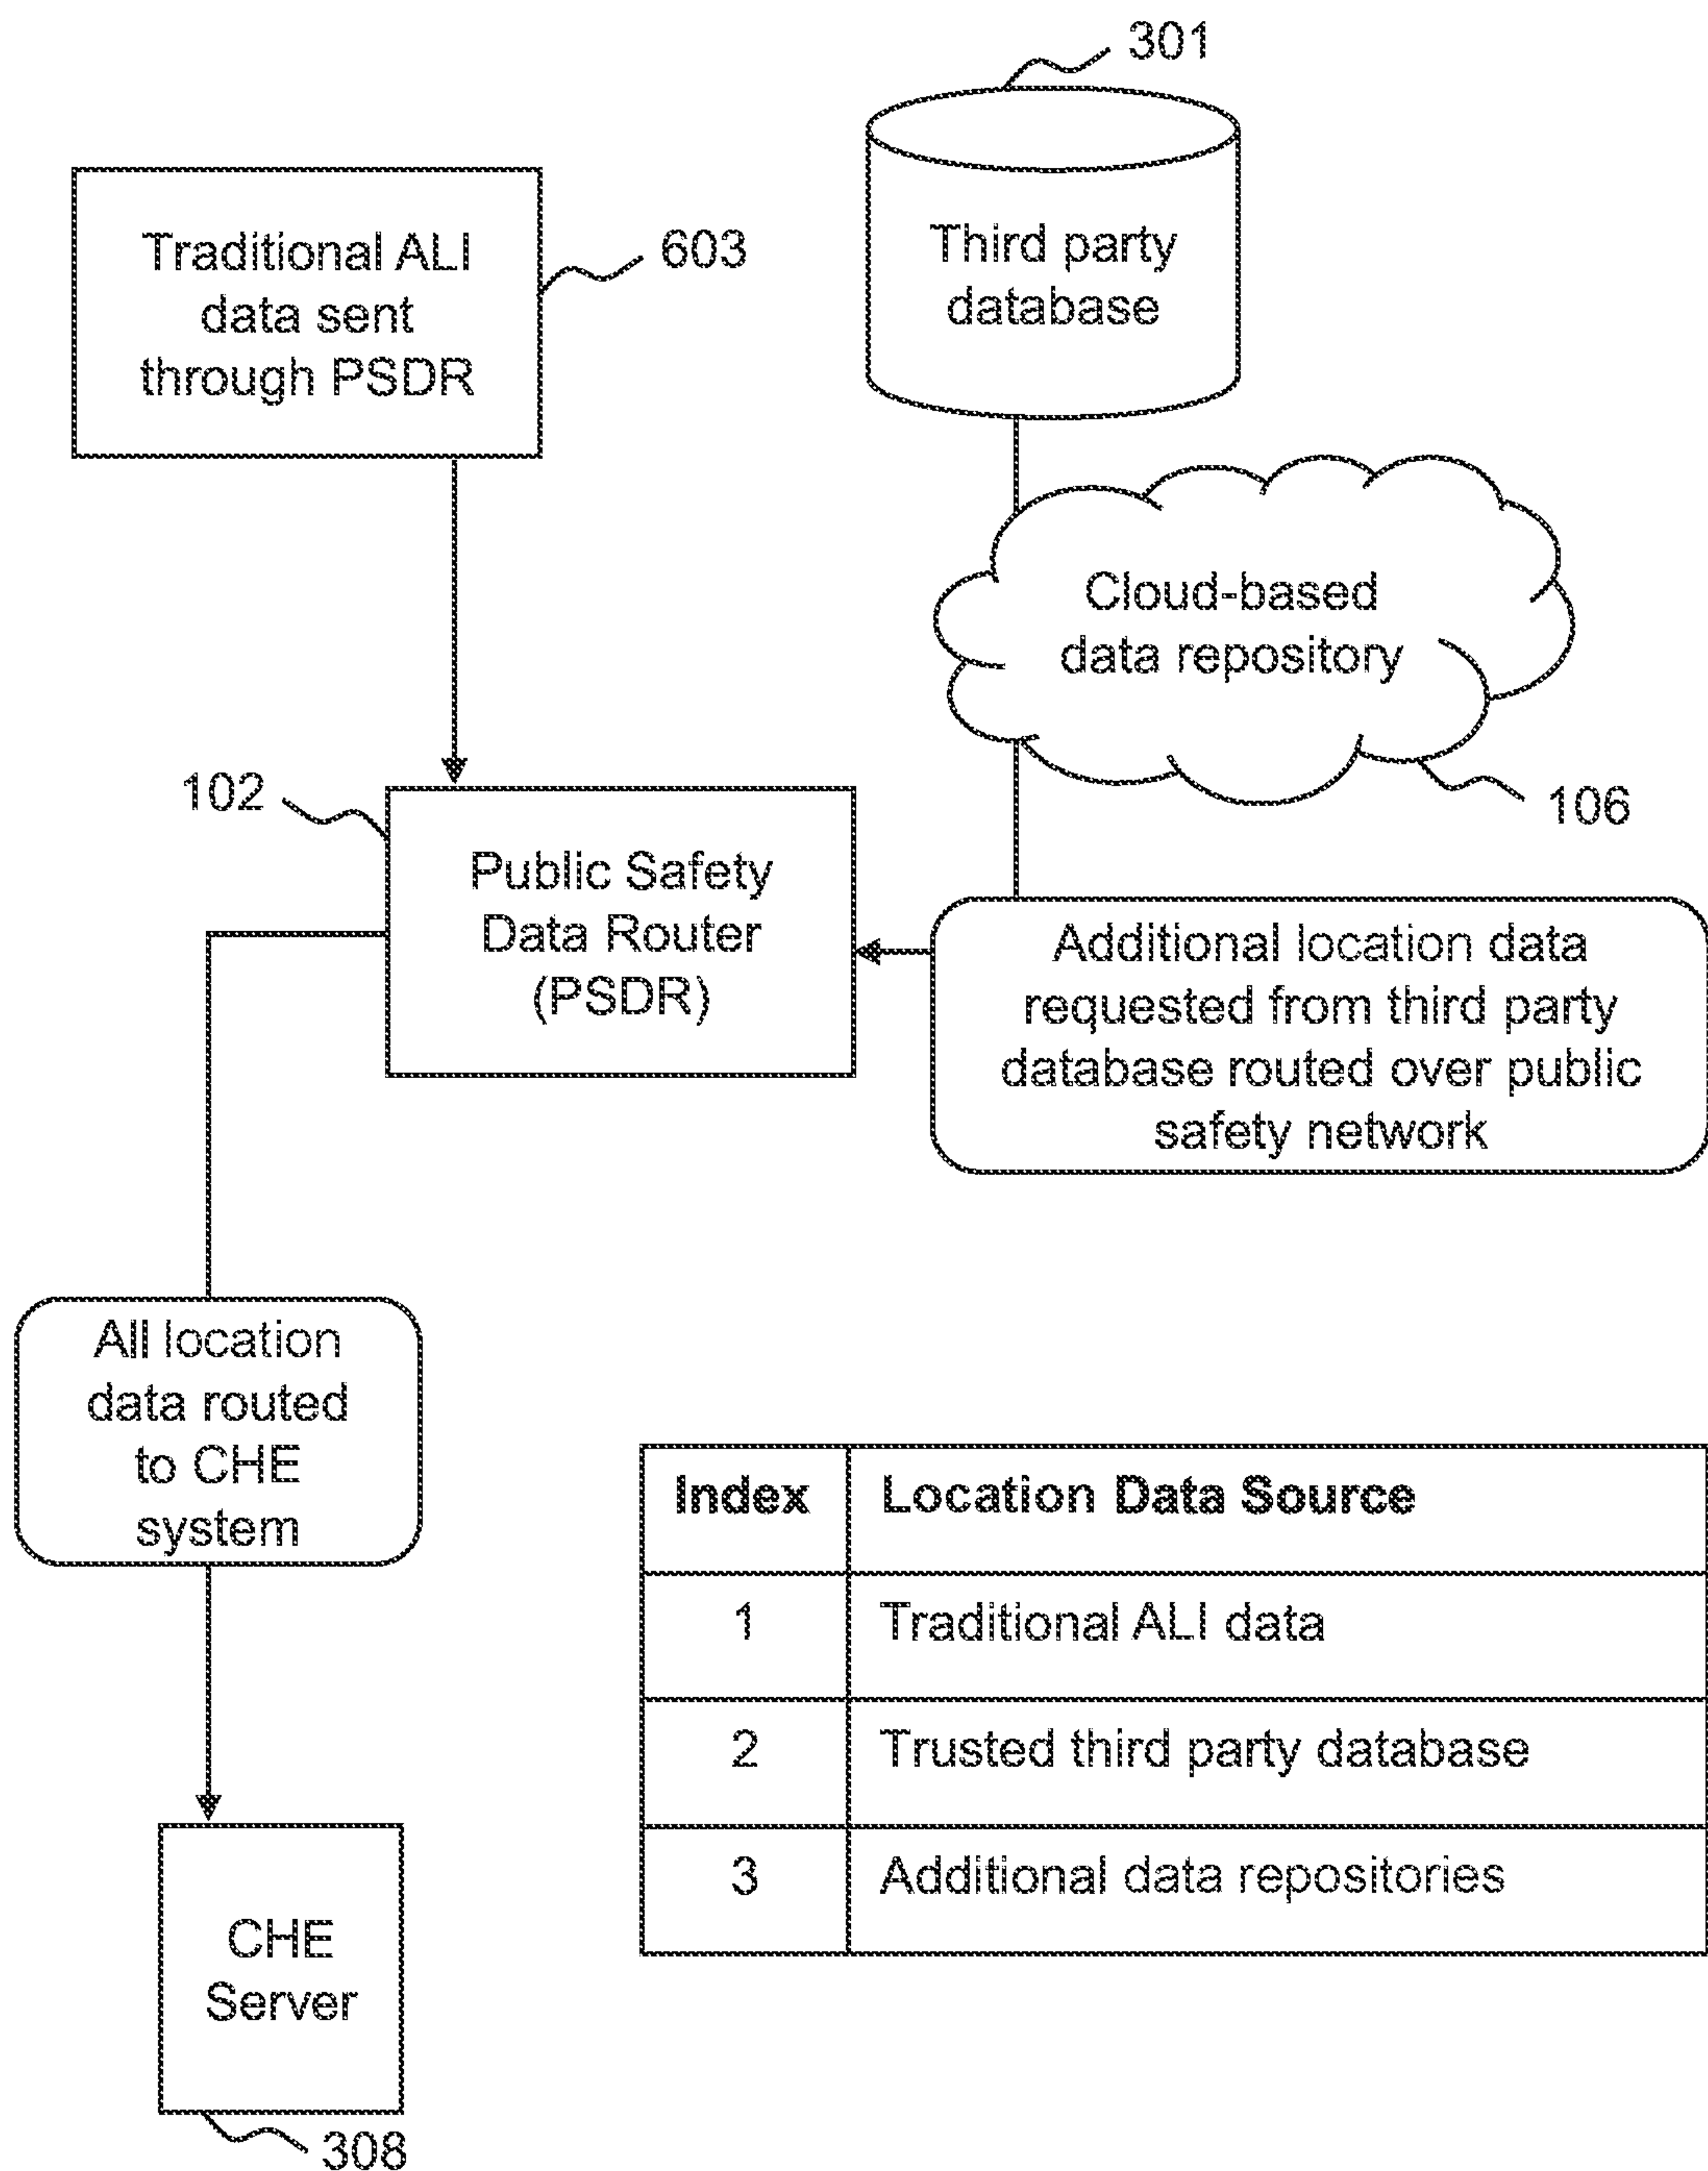 301
Traditional ALI
data sent
through PSDR
603
Third party
database
Cloud-based
data repository
106
102
Public Safety
Data Router
(PSDR)
Additional location data
requested from third party
database routed over public
safety network
All location
data routed
to CHE
system
Index Location Data Source
1 Traditional ALI data
2 Trusted third party database
3 Additional data repositories
CHE
Server
308